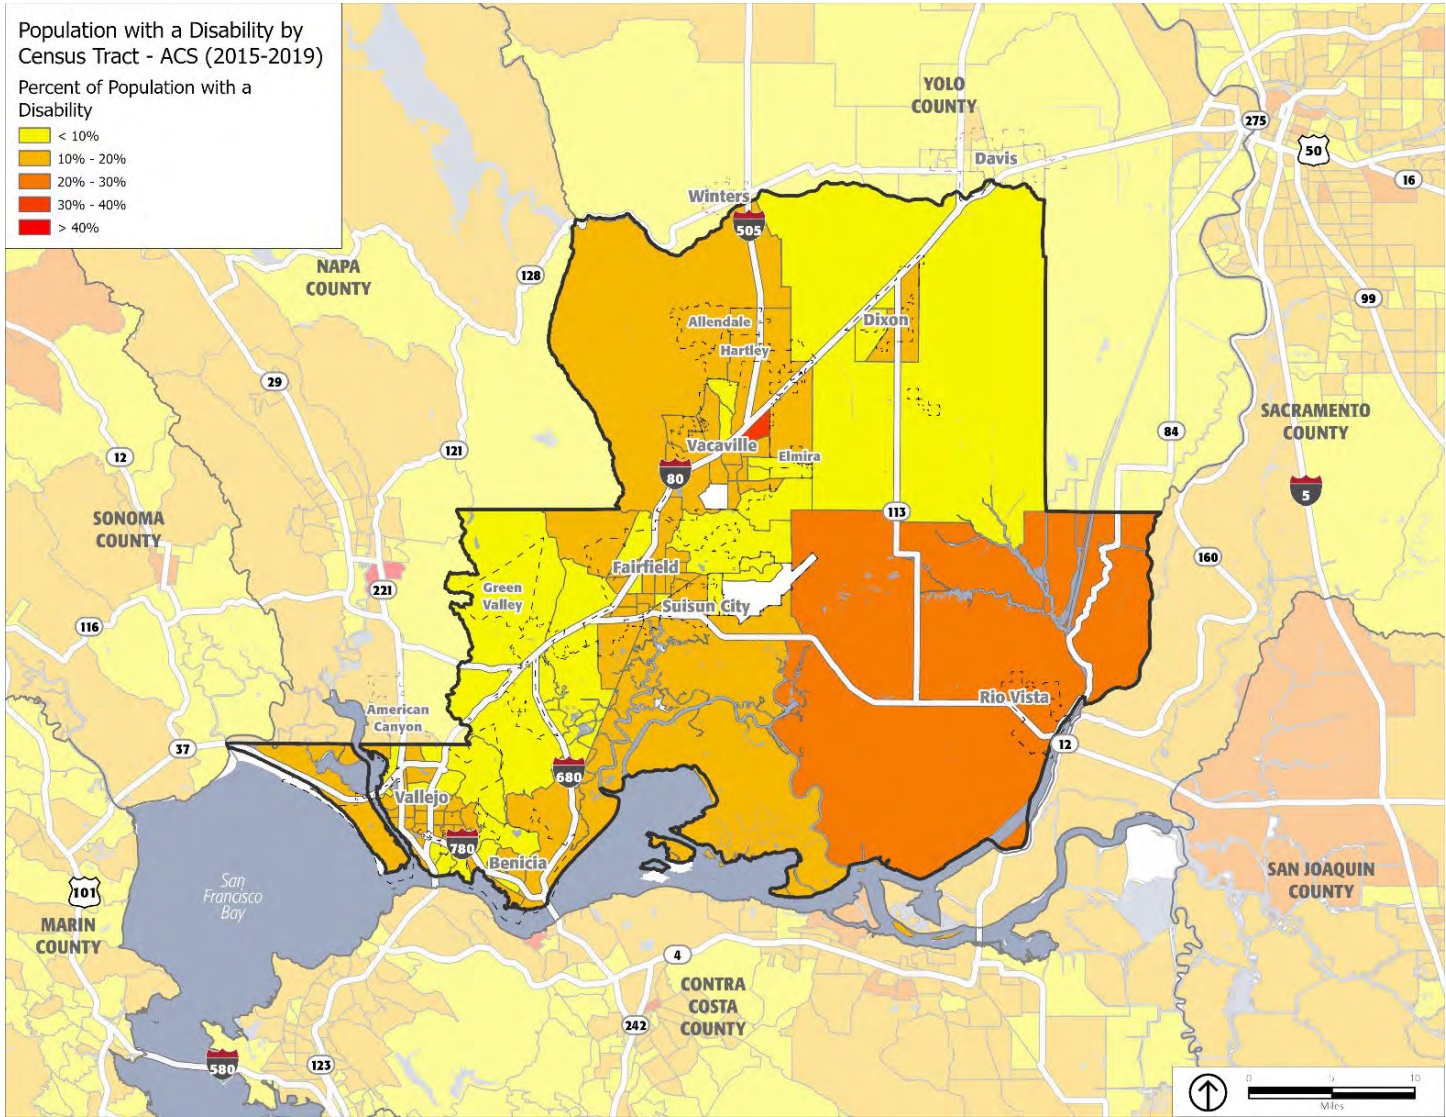 Population with a Disability by
Census Tract - ACS (2015-2019)
Percent of Population with a
Disability
< 10%
10% - 20%
20% - 30%
30% - 40%
> 40%
YOLO
COUNTY
275
50
Davis
16
Winters
505
NAPA
COUNTY
128
99
Allendale
Dixon
Hartley
29
SACRAMENTO
COUNTY
84
Vacaville
121
Elmira
12
80
5
113
SONOMA
COUNTY
160
Fairfield
221
Green
Valley
Suisun City
116
Rio Vista
American
Canyon
37
12
680
Vallejo
780
Benicia
San
Francisco
Bay
101
SAN JOAQUIN
COUNTY
MARIN
COUNTY
4
CONTRA
COSTA
COUNTY
242
580
123
0
5
10
Miles